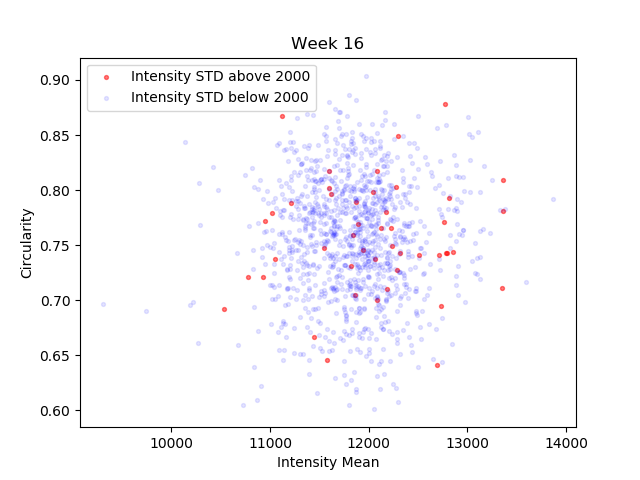 Week 16
Intensity STD above 2000
Intensity STD below 2000
0.90
0.85
0.80
0.75
0.70
0.65
0.60
Circularity
10000 11000 12000 13000 14000
Intensity Mean